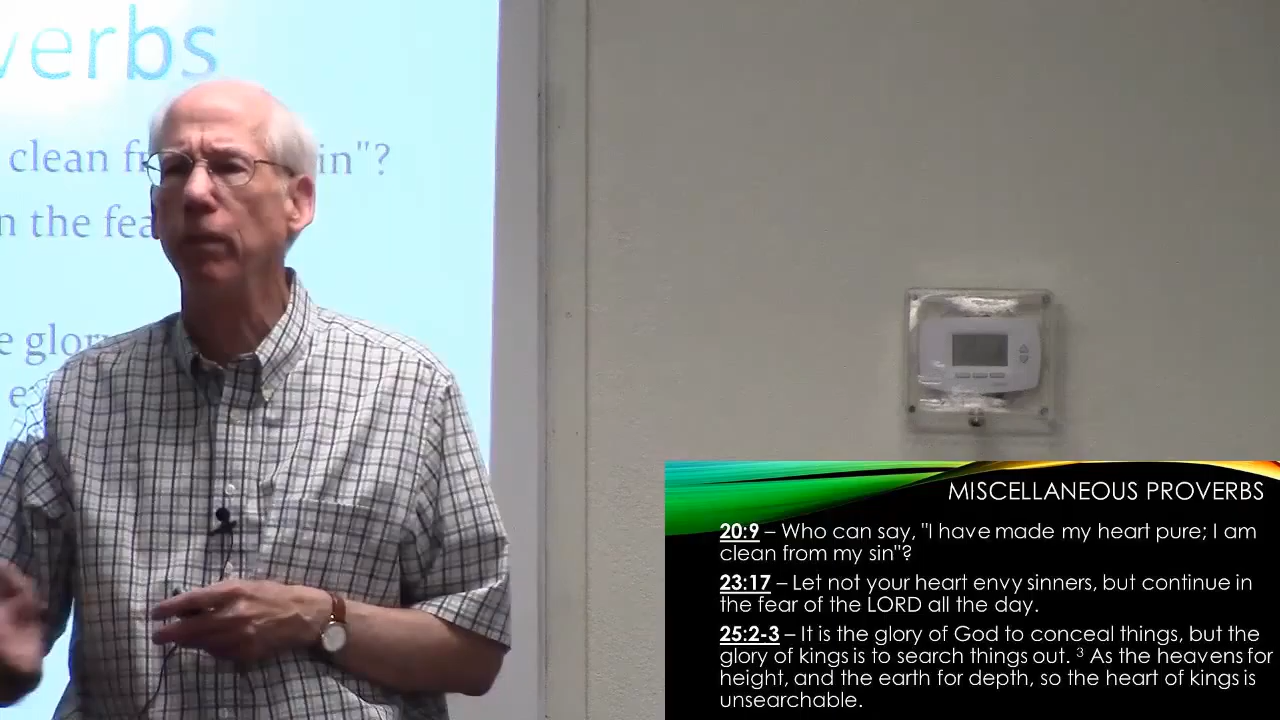 verbs
clean in"?
n the fea
e glory
MISCELLANEOUS PROVERBS
20:9 – Who can say, "I have made my heart pure; I am
clean from my sin"?
23:17 – Let not your heart envy sinners, but continue in
the fear of the LORD all the day.
25:2-3 – It is the glory of God to conceal things, but the
glory of kings is to search things out. ³ As the heavens for
height, and the earth for depth, so the heart of kings is
unsearchable.